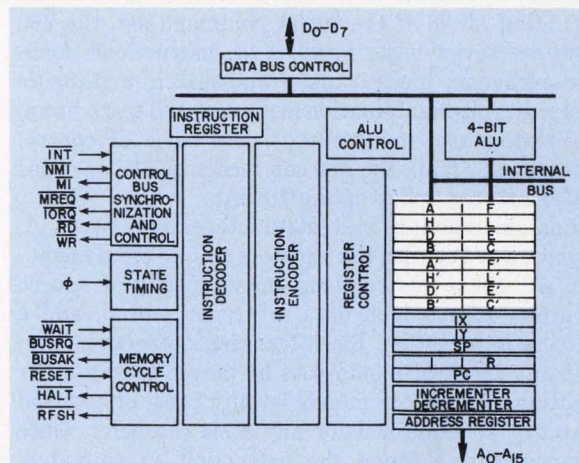 D0–D7
DATA BUS CONTROL
INSTRUCTION
REGISTER
ALU
CONTROL
4-BIT
ALU
INTERNAL
BUS
INT
NMI
MI
MREQ
IORQ
RD
WR
CONTROL
BUS
SYNCHRO-
NIZATION
AND
CONTROL
ϕ
STATE
TIMING
WAIT
BUSRQ
BUSAK
RESET
HALT
RFSH
MEMORY
CYCLE
CONTROL
INSTRUCTION
DECODER
INSTRUCTION
ENCODER
REGISTER
CONTROL
A F
H L
D E
B C
A' F'
H' L'
D' E'
B' C'
IX
IY
SP
I R
PC
INCREMENTER
DECREMENTER
ADDRESS REGISTER
A0–A15